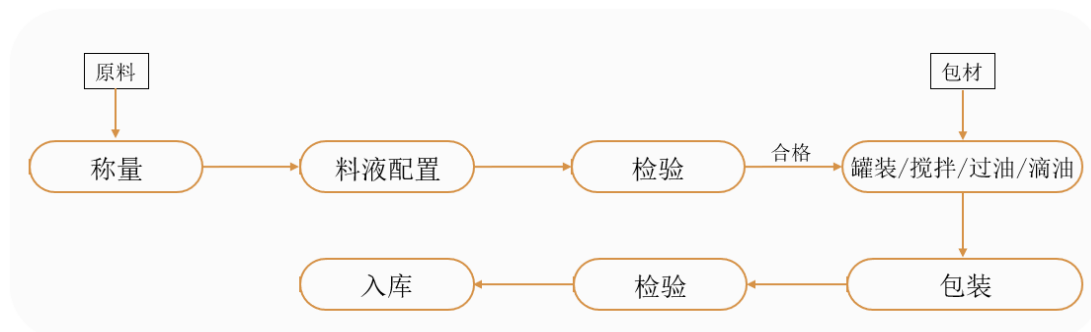 原料
包材
称量
料液配置
检验
合格
罐装/搅拌/过油/滴油
入库
检验
包装